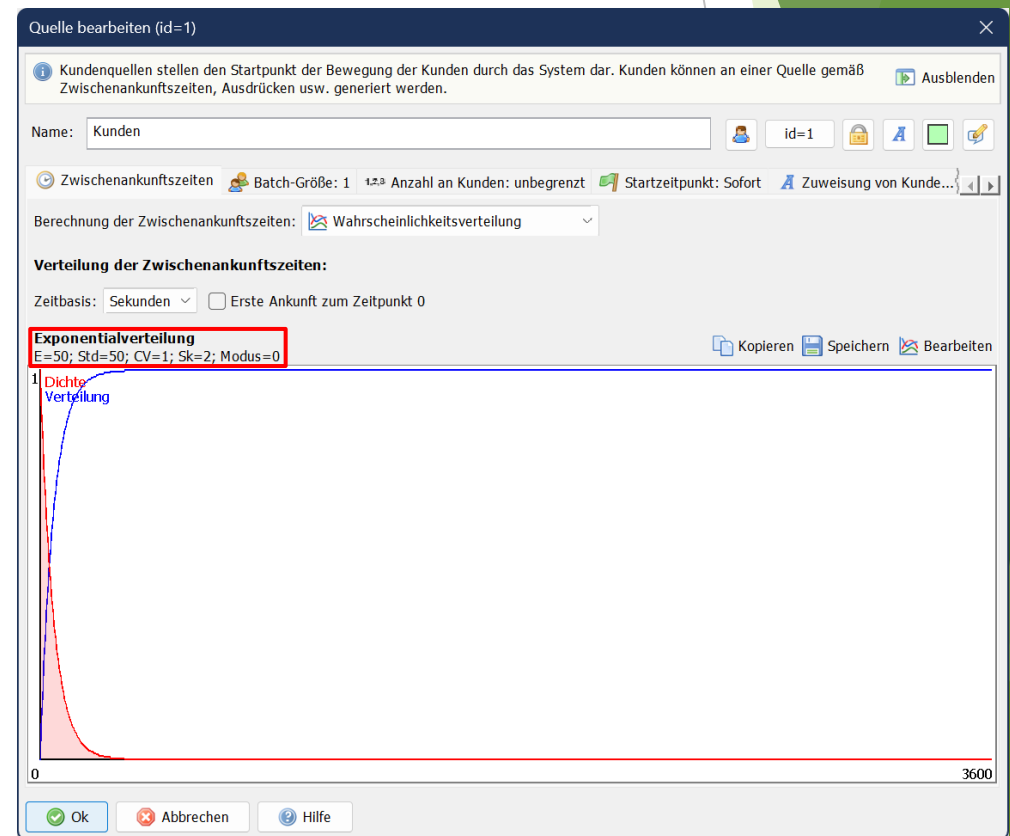 Quelle bearbeiten (id=1)
Kundenquellen stellen den Startpunkt der Bewegung der Kunden durch das System dar. Kunden können an einer Quelle gemäß
Zwischenankunftszeiten, Ausdrücken usw. generiert werden.
Ausblenden
Name: Kunden id=1
Zwischenankunftszeiten Batch-Größe: 1 1,2,3 Anzahl an Kunden: unbegrenzt Startzeitpunkt: Sofort Zuweisung von Kunde...
Berechnung der Zwischenankunftszeiten: Wahrscheinlichkeitsverteilung
Verteilung der Zwischenankunftszeiten:
Zeitbasis: Sekunden Erste Ankunft zum Zeitpunkt 0
Exponentialverteilung
E=50; Std=50; CV=1; Sk=2; Modus=0
Kopieren Speichern Bearbeiten
1
Dichte
Verteilung
0 3600
Ok Abbrechen Hilfe